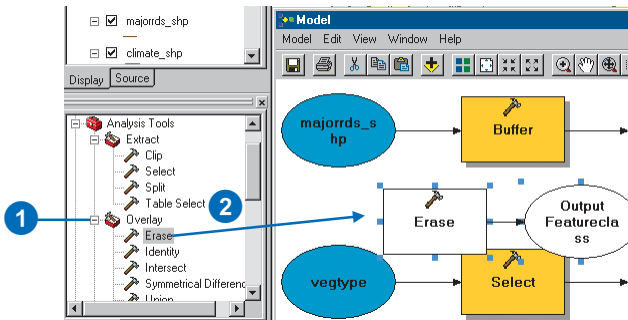 majorrds_shp
climate_shp
Display
Source
Analysis Tools
Extract
Clip
Select
Split
Table Select
1
2
Overlay
Erase
Identity
Intersect
Symmetrical Differenc
Union
Model
Model Edit View Window Help
majorrds_s
hp
Buffer
Erase
Output
Featurecla
ss
vegtype
Select